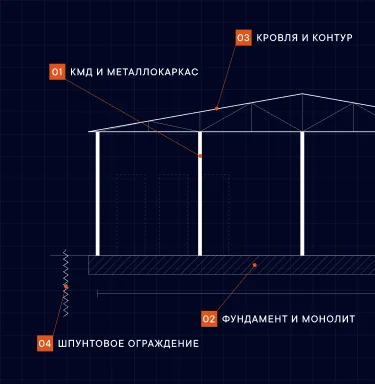 03 КРОВЛЯ И КОНТУР
01 КМД И МЕТАЛЛОКАРКАС
02 ФУНДАМЕНТ И МОНОЛИТ
04 ШПУНТОВОЕ ОГРАЖДЕНИЕ